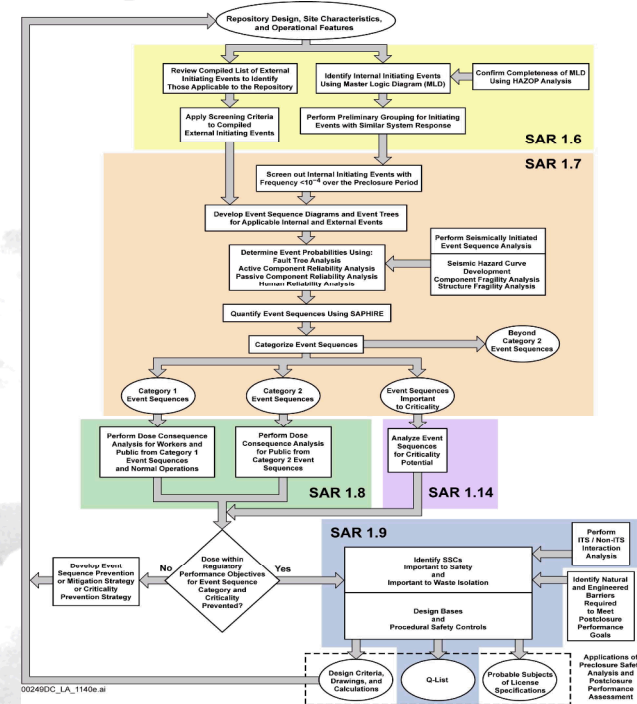 Repository Design, Site Characteristics,
and Operational Features
Review Compiled List of External
Initiating Events to Identify
Those Applicable to the Repository
Identify Internal Initiating Events
Using Master Logic Diagram (MLD)
Confirm Completeness of MLD
Using HAZOP Analysis
Apply Screening Criteria
to Compiled
External Initiating Events
Perform Preliminary Grouping for Initiating
Events with Similar System Response
SAR 1.6
SAR 1.7
Screen out Internal Initiating Events with
Frequency <10⁻⁴ over the Preclosure Period
Develop Event Sequence Diagrams and Event Trees
for Applicable Internal and External Events
Perform Seismically Initiated
Event Sequence Analysis
Seismic Hazard Curve
Development
Component Fragility Analysis
Structure Fragility Analysis
Determine Event Probabilities Using:
Fault Tree Analysis
Active Component Reliability Analysis
Passive Component Reliability Analysis
Human Reliability Analysis
Quantify Event Sequences Using SAPHIRE
Categorize Event Sequences
Beyond
Category 2
Event Sequences
Category 1
Event Sequences
Category 2
Event Sequences
Event Sequences
Important
to Criticality
Perform Dose Consequence
Analysis for Workers and
Public from Category 1
Event Sequences
and Normal Operations
Perform Dose
Consequence Analysis
for Public from
Category 2 Event
Sequences
Analyze Event
Sequences
for Criticality
Potential
SAR 1.8
SAR 1.14
SAR 1.9
Develop Event
Sequence Prevention
or Mitigation Strategy
or Criticality
Prevention Strategy
No
Dose within
Regulatory
Performance Objectives
for Event Sequence
Category and
Criticality
Prevented?
Yes
Identify SSCs
Important to Safety
and
Important to Waste Isolation
Design Bases
and
Procedural Safety Controls
Perform
ITS / Non-ITS
Interaction
Analysis
Identify Natural
and Engineered
Barriers
Required
to Meet
Postclosure
Performance
Goals
Design Criteria,
Drawings, and
Calculations
Q-List
Probable Subjects
of License
Specifications
Applications of
Preclosure Safety
Analysis and
Postclosure
Performance
Assessment
00249DC_LA_1140e.ai